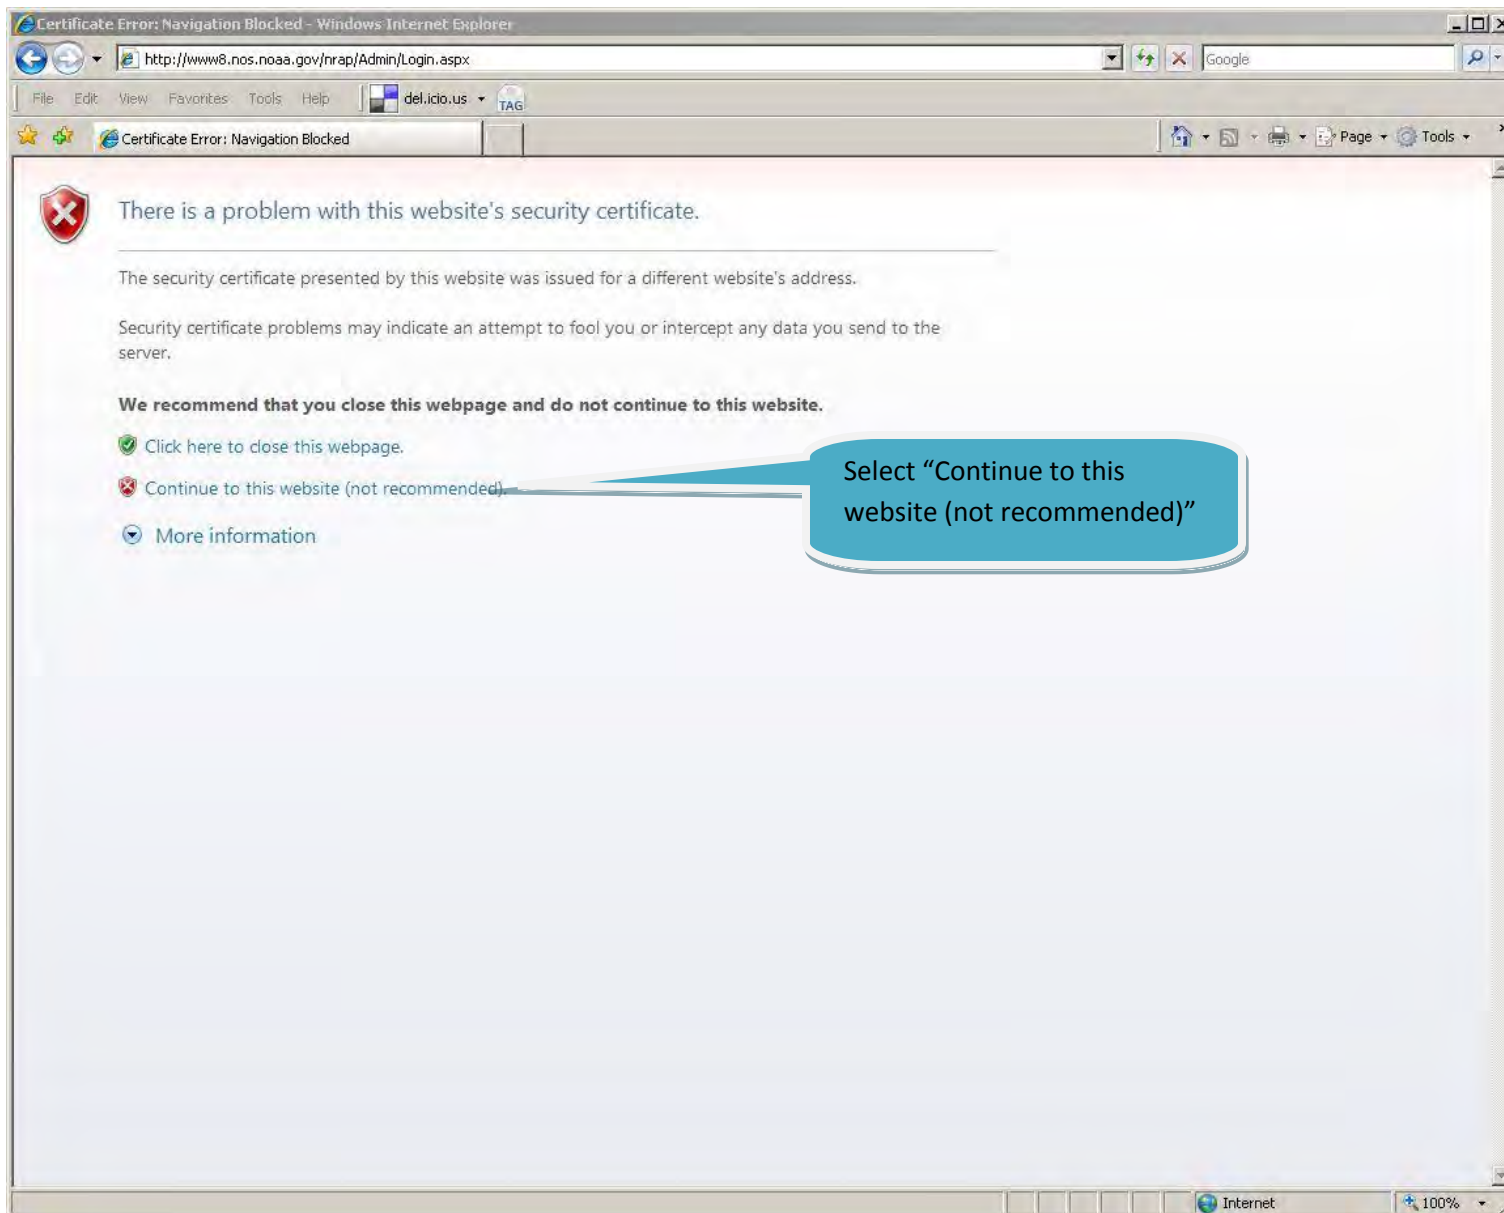 Certificate Error: Navigation Blocked - Windows Internet Explorer
http://www8.nos.noaa.gov/nrap/Admin/Login.aspx
Google
File Edit View Favorites Tools Help del.icio.us TAG
Certificate Error: Navigation Blocked
Page Tools
There is a problem with this website's security certificate.
The security certificate presented by this website was issued for a different website's address.
Security certificate problems may indicate an attempt to fool you or intercept any data you send to the
server.
We recommend that you close this webpage and do not continue to this website.
Click here to close this webpage.
Continue to this website (not recommended).
More information
Select “Continue to this
website (not recommended)”
Internet 100%